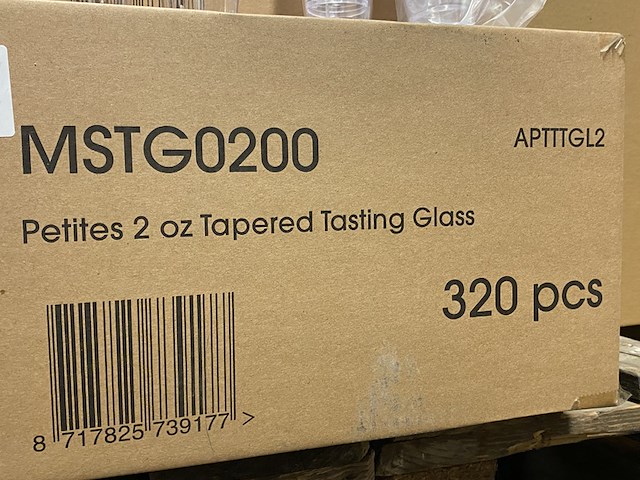 MSTG0200
APTTTGL2
Petites 2 oz Tapered Tasting Glass
320 pcs
8 717825 739177 >